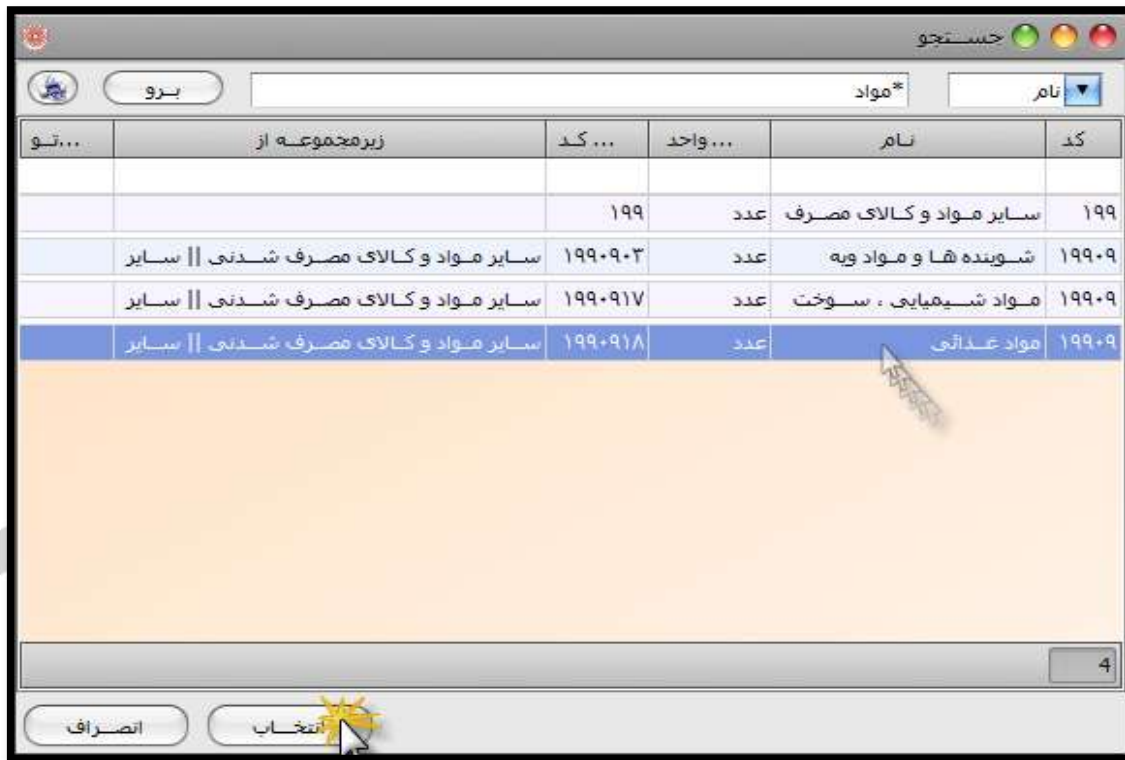 جستجو
نام *مواد برو
کد نام واحد... کد... زیرمجموعه از تو...
۱۹۹ سایر مواد و کالای مصرف عدد ۱۹۹
۱۹۹۰۹ شوینده ها و مواد ویه عدد ۱۹۹۰۹۰۳ سایر مواد و کالای مصرف شدنی || سایر
۱۹۹۰۹ مواد شیمیایی ، سوخت عدد ۱۹۹۰۹۱۷ سایر مواد و کالای مصرف شدنی || سایر
۱۹۹۰۹ مواد غدائی عدد ۱۹۹۰۹۱۸ سایر مواد و کالای مصرف شدنی || سایر
4
انتخاب انصراف